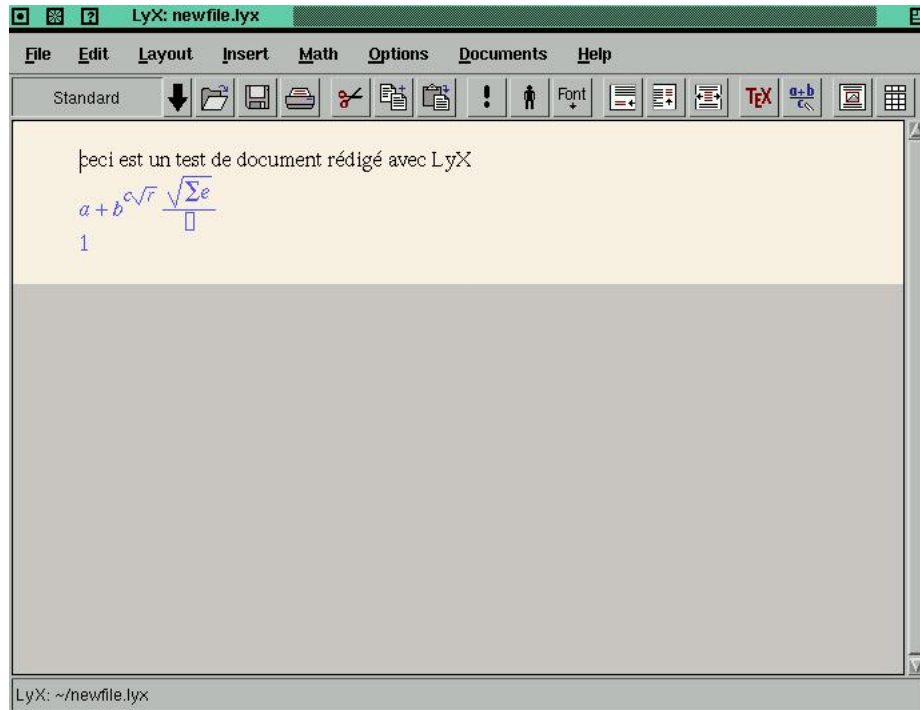 LyX: newfile.lyx
File Edit Layout Insert Math Options Documents Help
Standard Font TEX a+b c
ceci est un test de document rédigé avec LyX
a + b^c√r √Σe
1
LyX: ~/newfile.lyx